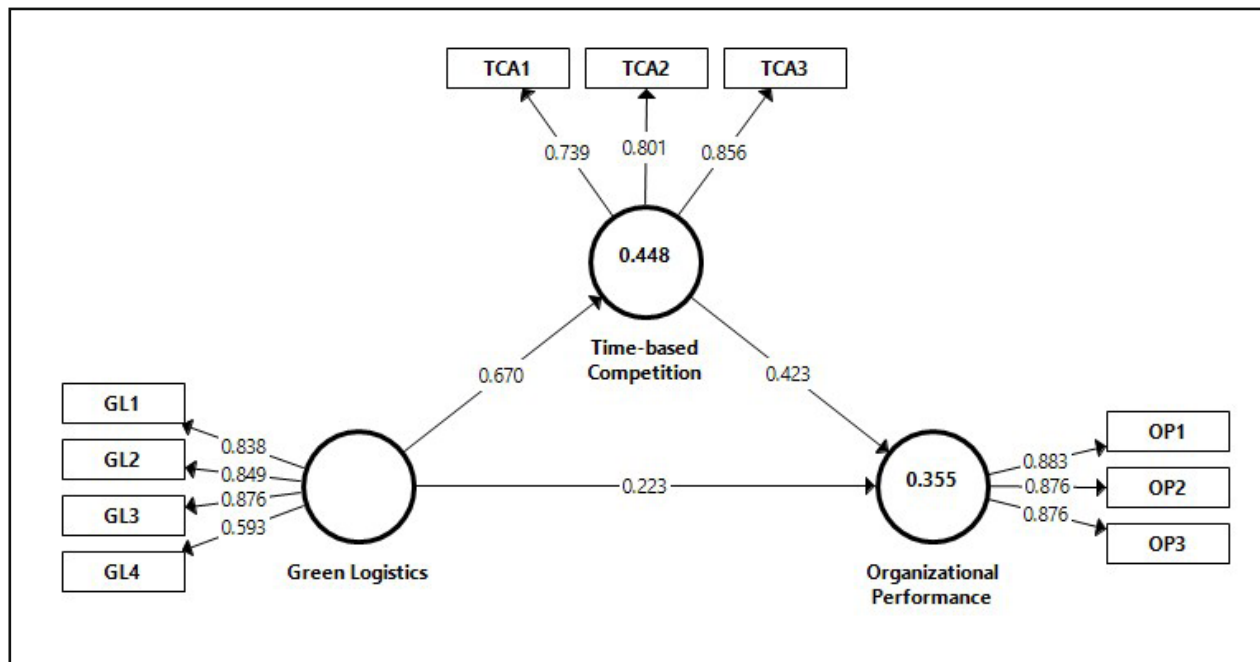 TCA1
TCA2
TCA3
0.739
0.801
0.856
0.448
Time-based
Competition
0.670
0.423
GL1
GL2
GL3
GL4
0.838
0.849
0.876
0.593
Green Logistics
0.223
0.355
Organizational
Performance
0.883
0.876
0.876
OP1
OP2
OP3